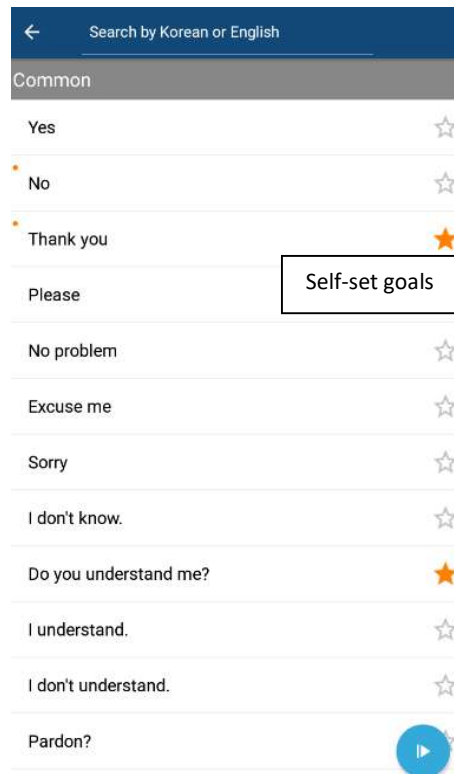 Search by Korean or English
Common
Yes
No
Thank you
Self-set goals
Please
No problem
Excuse me
Sorry
I don't know.
Do you understand me?
I understand.
I don't understand.
Pardon?